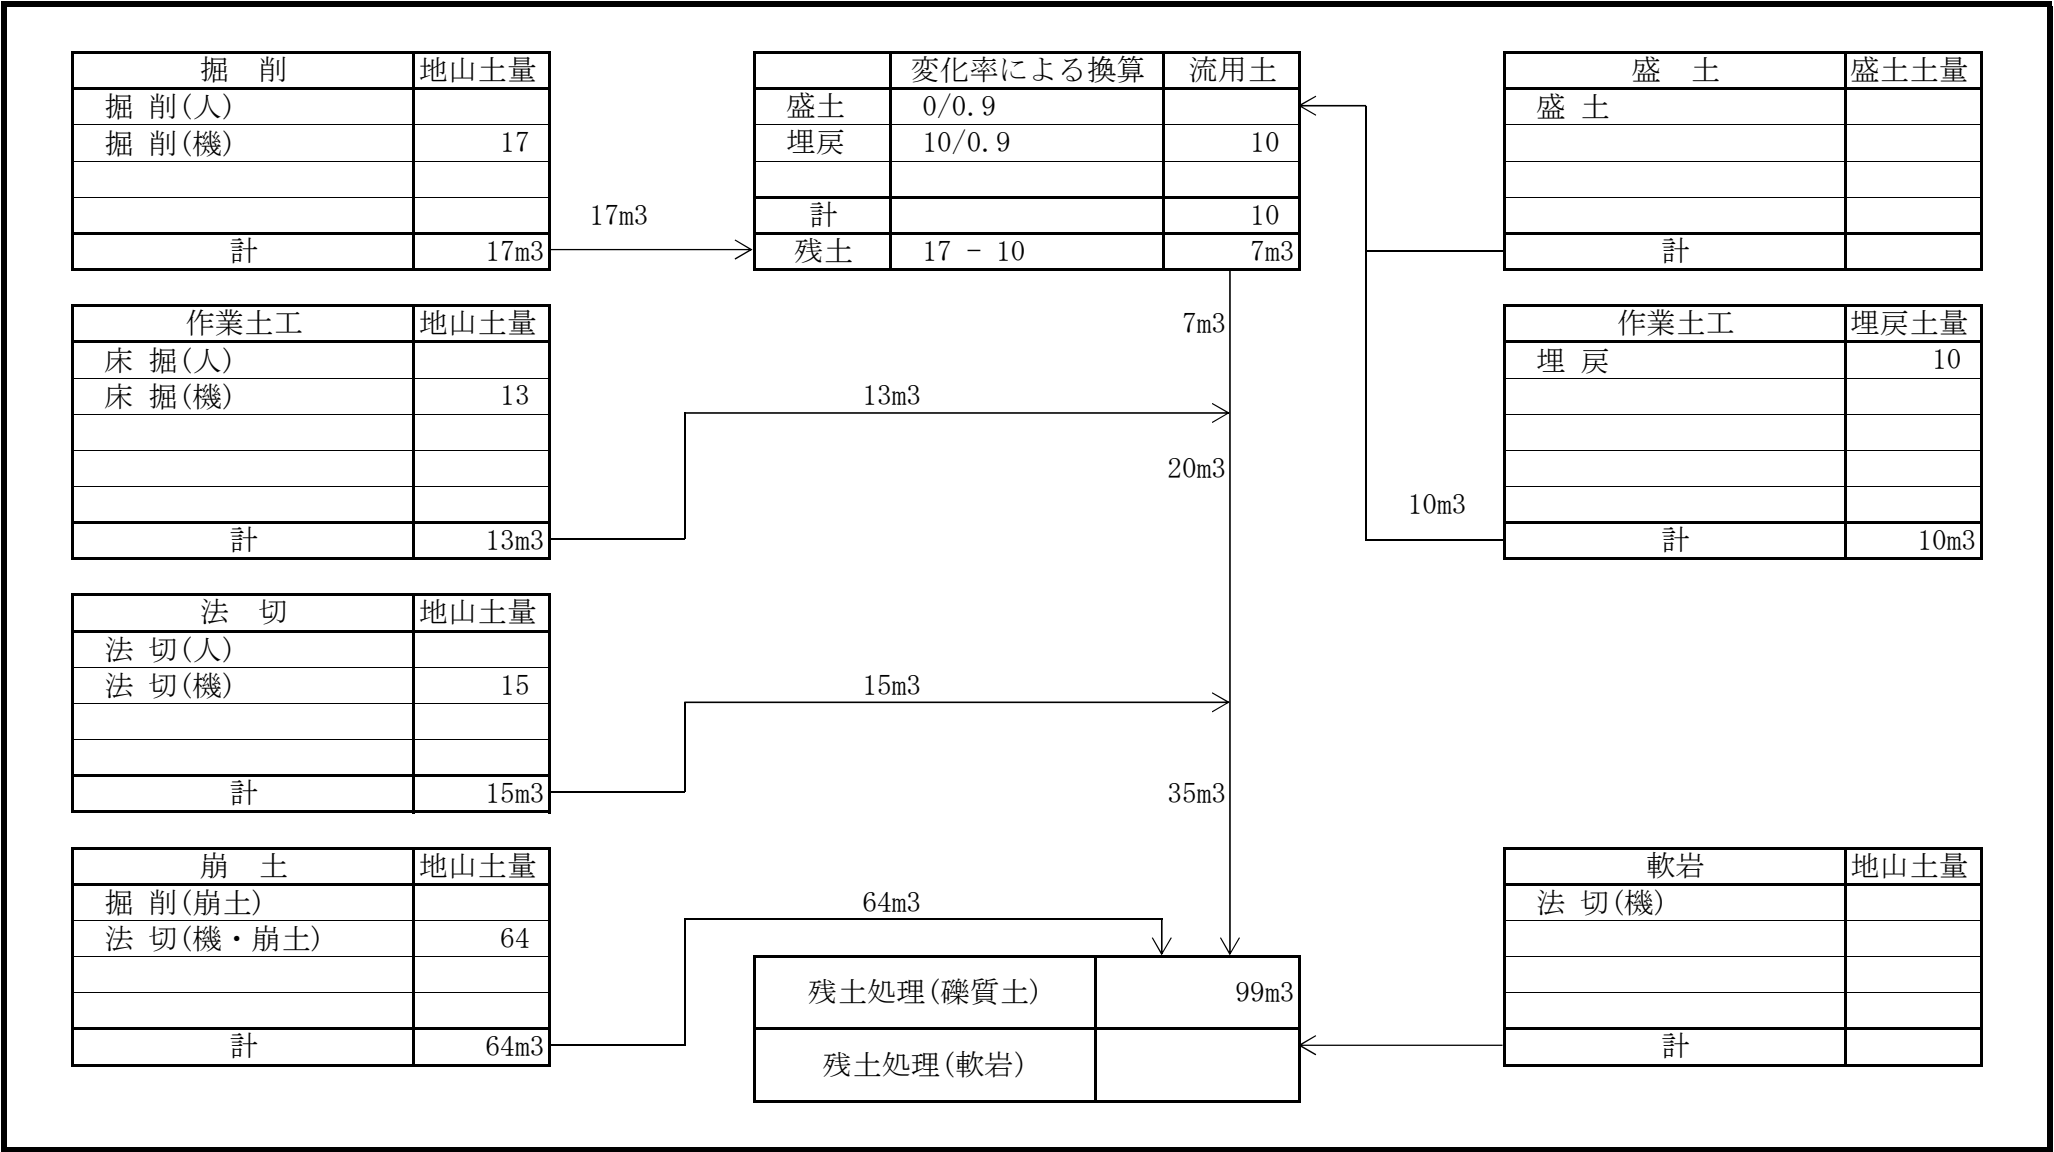 掘　削 地山土量
掘 削(人)
掘 削(機) 17
計 17m3
17m3
変化率による換算 流用土
盛土 0/0.9
埋戻 10/0.9 10
計 10
残土 17 - 10 7m3
盛　土 盛土土量
盛 土
計
作業土工 地山土量
床 掘(人)
床 掘(機) 13
計 13m3
13m3
7m3
20m3
作業土工 埋戻土量
埋 戻 10
計 10m3
10m3
法　切 地山土量
法 切(人)
法 切(機) 15
計 15m3
15m3
35m3
崩　土 地山土量
掘 削(崩土)
法 切(機・崩土) 64
計 64m3
64m3
残土処理(礫質土) 99m3
残土処理(軟岩)
軟岩 地山土量
法 切(機)
計